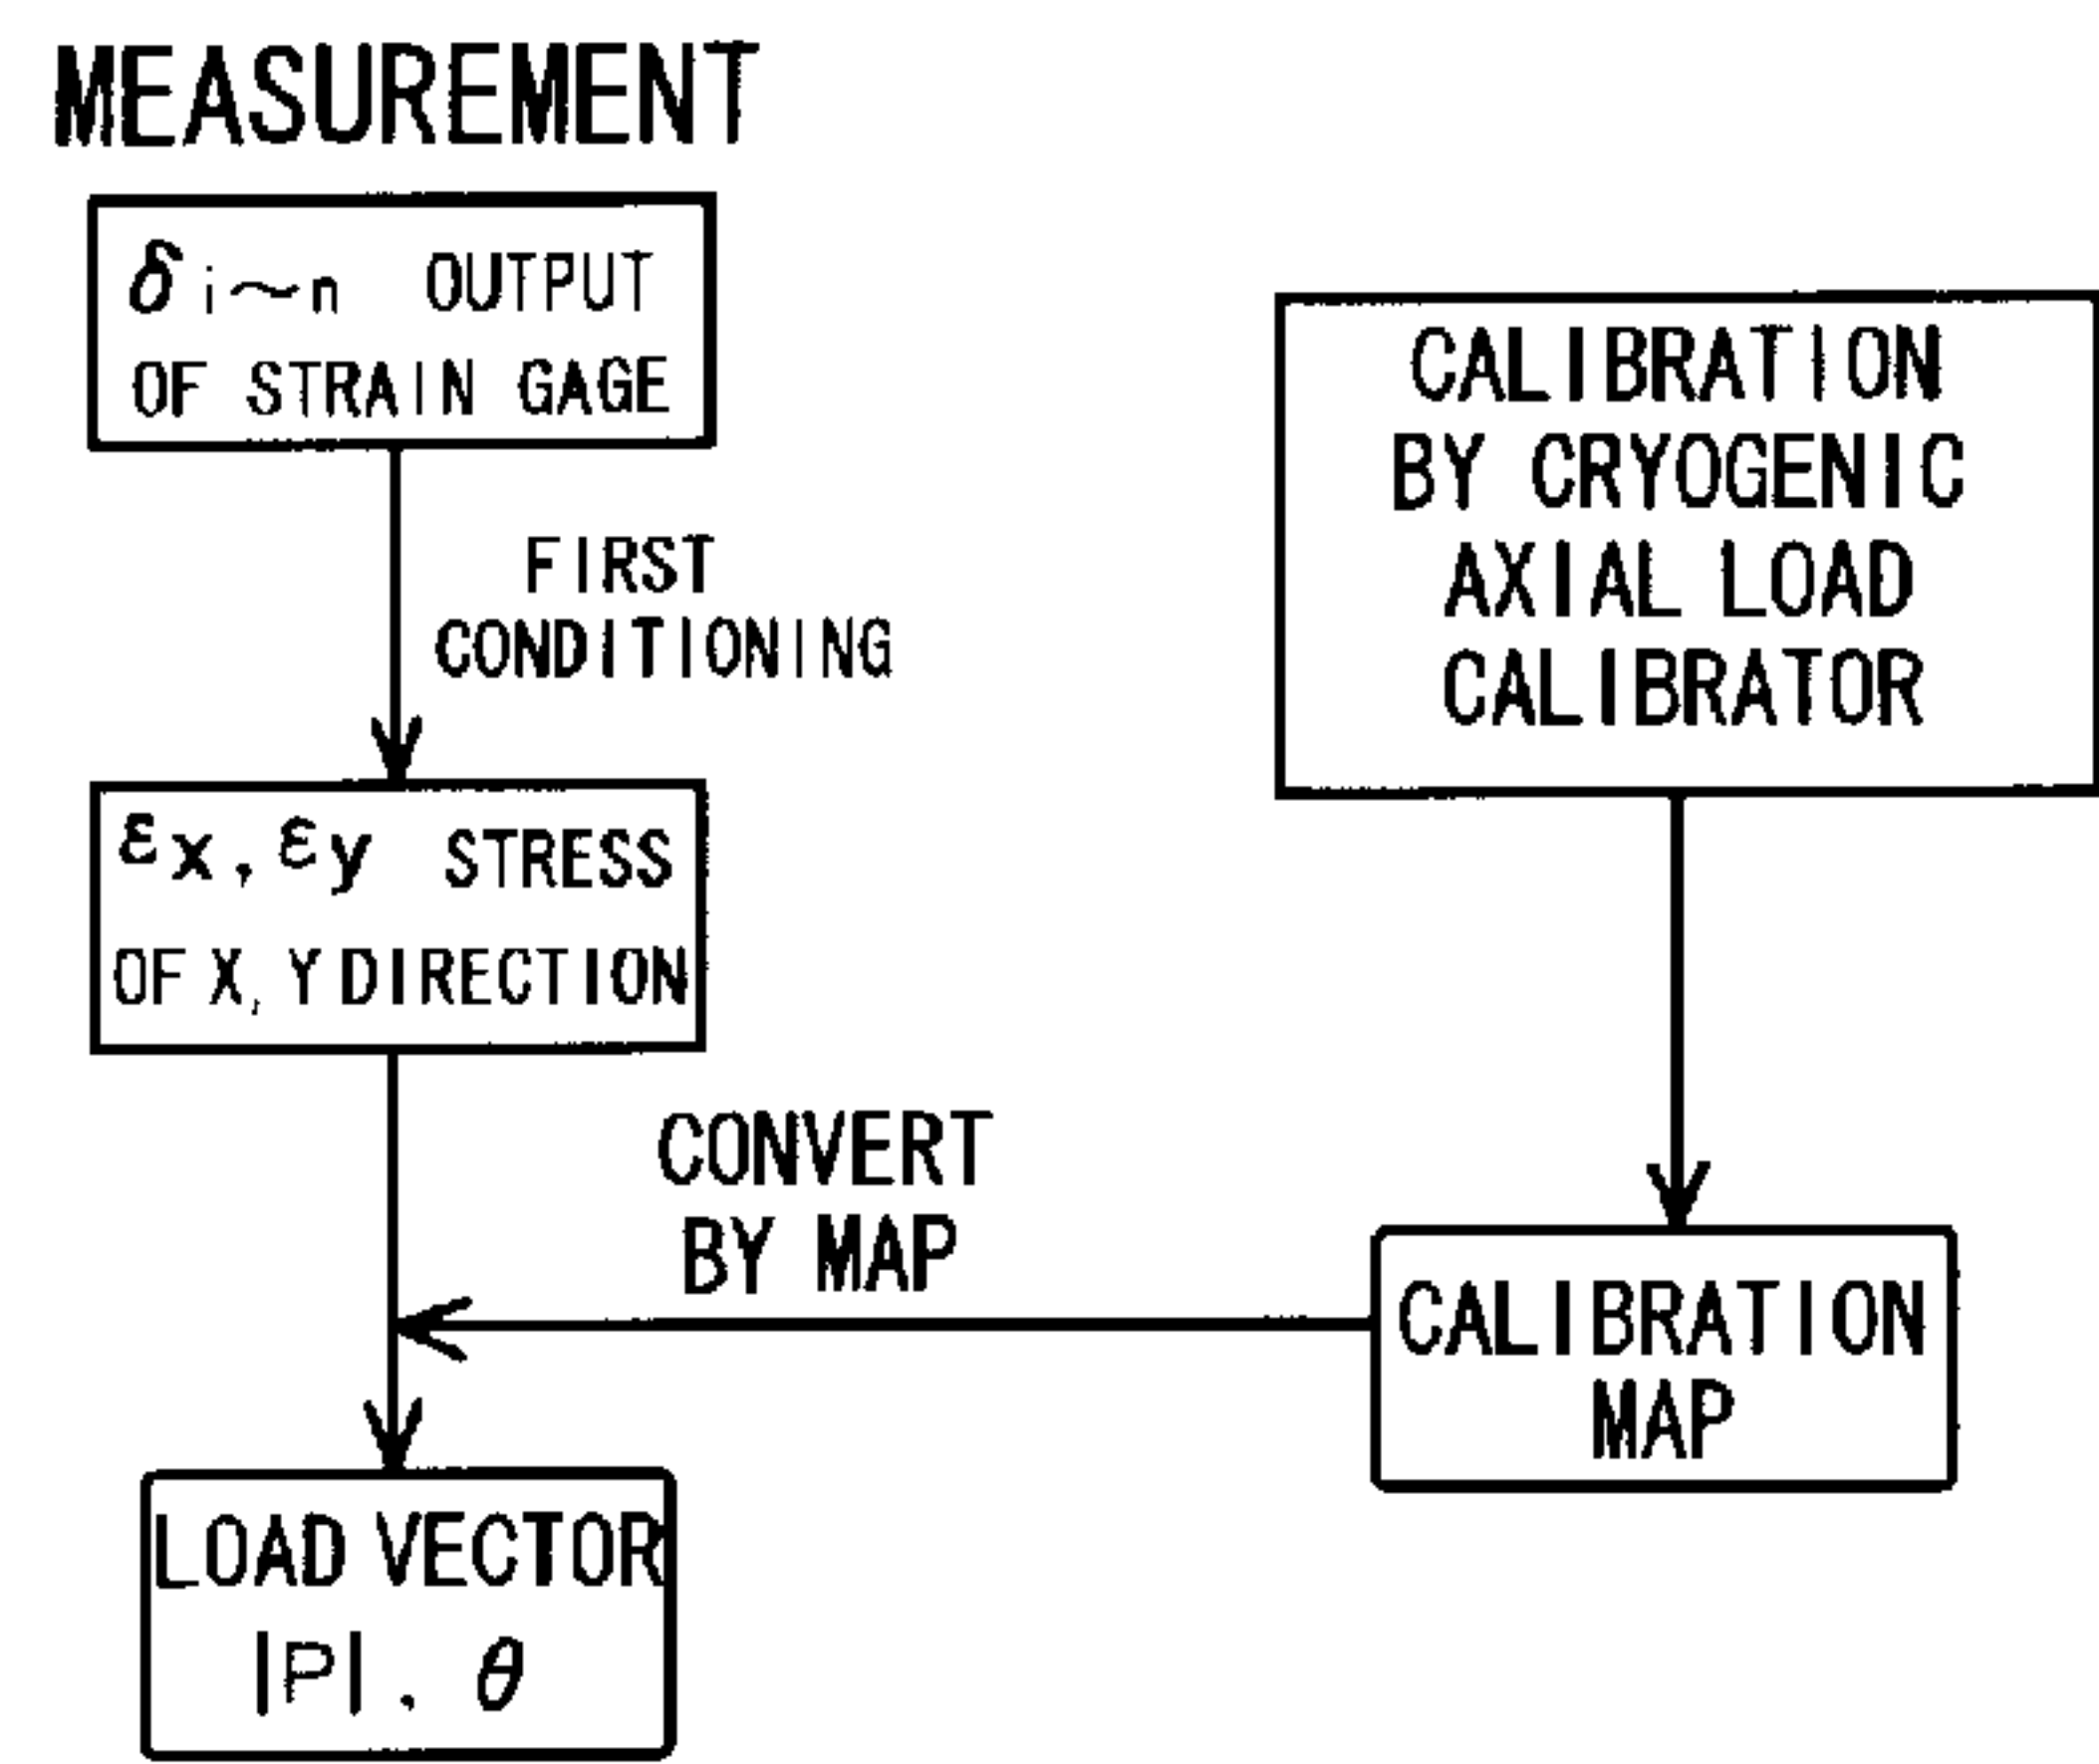 MEASUREMENT
δi~n OUTPUT
OF STRAIN GAGE
FIRST
CONDITIONING
εx, εy STRESS
OF X, Y DIRECTION
CONVERT
BY MAP
LOAD VECTOR
|P|, θ
CALIBRATION
BY CRYOGENIC
AXIAL LOAD
CALIBRATOR
CALIBRATION
MAP